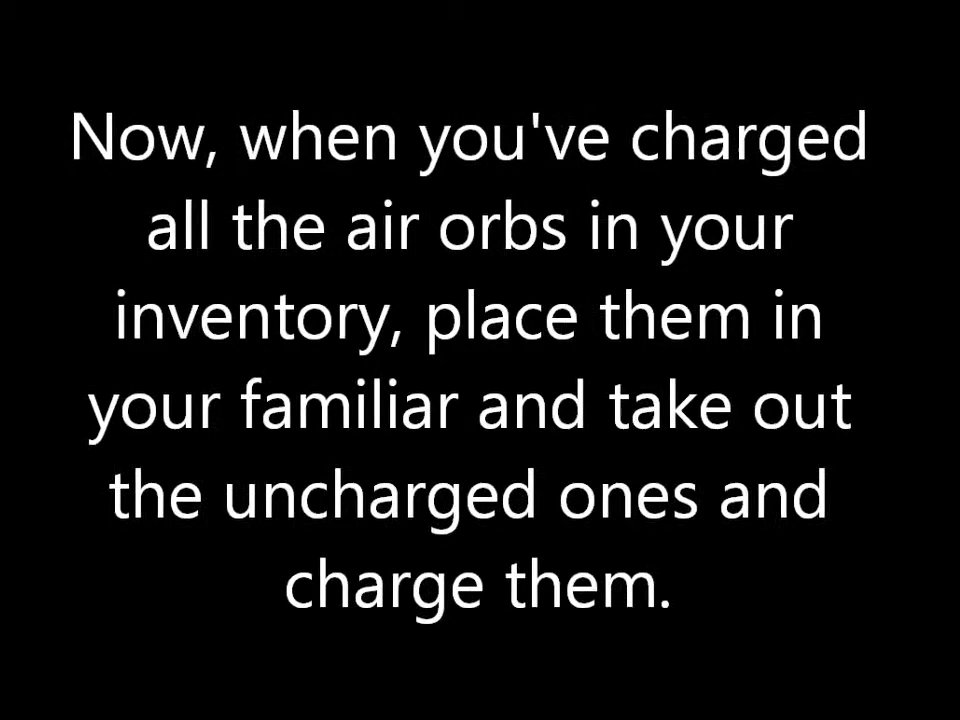 Now, when you've charged
all the air orbs in your
inventory, place them in
your familiar and take out
the uncharged ones and
charge them.